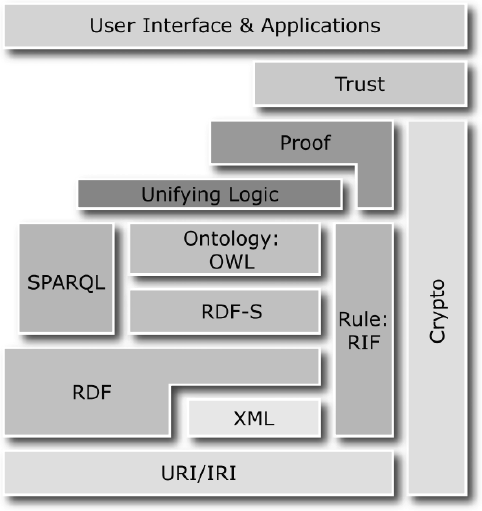 User Interface & Applications
Trust
Proof
Unifying Logic
Ontology:
OWL
SPARQL
RDF-S
Rule:
RIF
Crypto
RDF
XML
URI/IRI